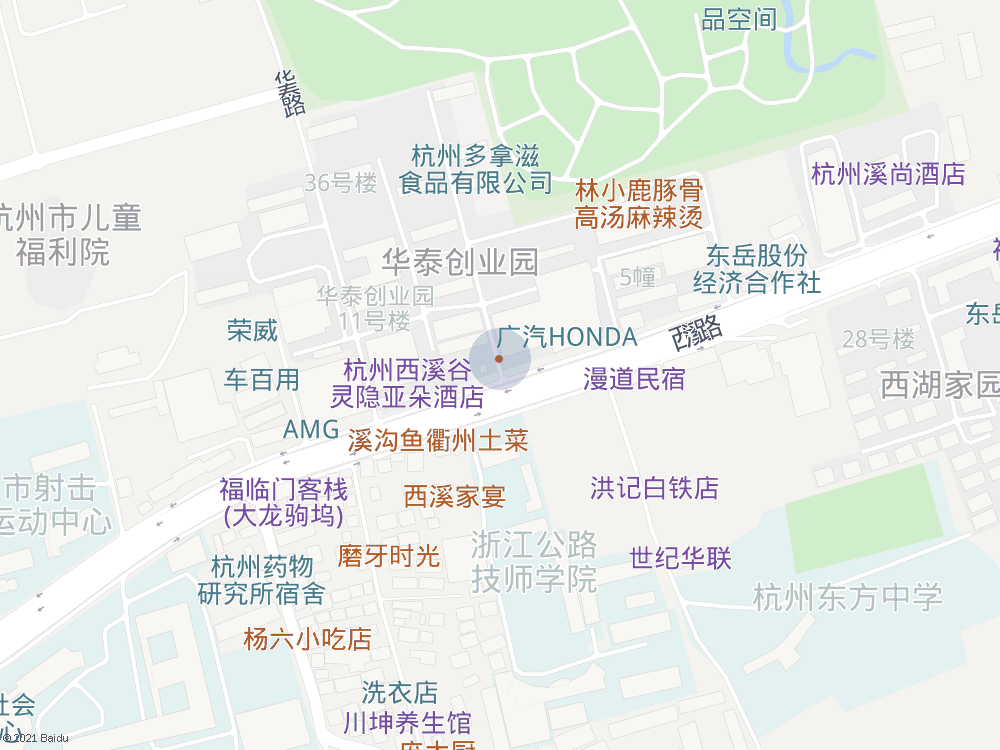 品空间
华泰路
杭州多拿滋
食品有限公司
36号楼
林小鹿豚骨
高汤麻辣烫
杭州溪尚酒店
杭州市儿童
福利院
华泰创业园
东岳股份
经济合作社
5幢
华泰创业园
11号楼
荣威
广汽HONDA
西溪路
东岳
28号楼
车百用
杭州西溪谷
灵隐亚朵酒店
漫道民宿
西湖家园
AMG
溪沟鱼衢州土菜
市射击
运动中心
福临门客栈
(大龙驹坞)
西溪家宴
洪记白铁店
浙江公路
技师学院
磨牙时光
世纪华联
杭州药物
研究所宿舍
杭州东方中学
杨六小吃店
洗衣店
川坤养生馆
社会
心
© 2021 Baidu